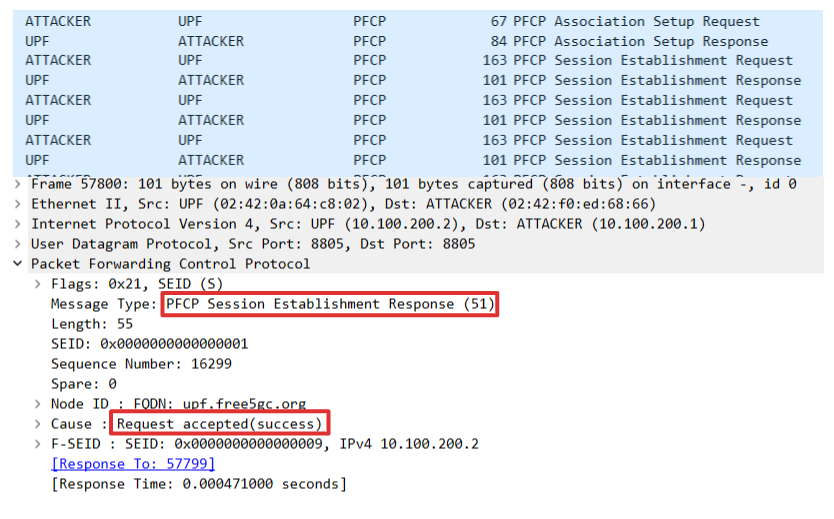 ATTACKER UPF PFCP 67 PFCP Association Setup Request
UPF ATTACKER PFCP 84 PFCP Association Setup Response
ATTACKER UPF PFCP 163 PFCP Session Establishment Request
UPF ATTACKER PFCP 101 PFCP Session Establishment Response
ATTACKER UPF PFCP 163 PFCP Session Establishment Request
UPF ATTACKER PFCP 101 PFCP Session Establishment Response
ATTACKER UPF PFCP 163 PFCP Session Establishment Request
UPF ATTACKER PFCP 101 PFCP Session Establishment Response
> Frame 57800: 101 bytes on wire (808 bits), 101 bytes captured (808 bits) on interface -, id 0
> Ethernet II, Src: UPF (02:42:0a:64:c8:02), Dst: ATTACKER (02:42:f0:ed:68:66)
> Internet Protocol Version 4, Src: UPF (10.100.200.2), Dst: ATTACKER (10.100.200.1)
> User Datagram Protocol, Src Port: 8805, Dst Port: 8805
Packet Forwarding Control Protocol
> Flags: 0x21, SEID (S)
Message Type: PFCP Session Establishment Response (51)
Length: 55
SEID: 0x0000000000000001
Sequence Number: 16299
Spare: 0
> Node ID : FQDN: upf.free5gc.org
> Cause : Request accepted(success)
> F-SEID : SEID: 0x0000000000000009, IPv4 10.100.200.2
[Response To: 57799]
[Response Time: 0.000471000 seconds]